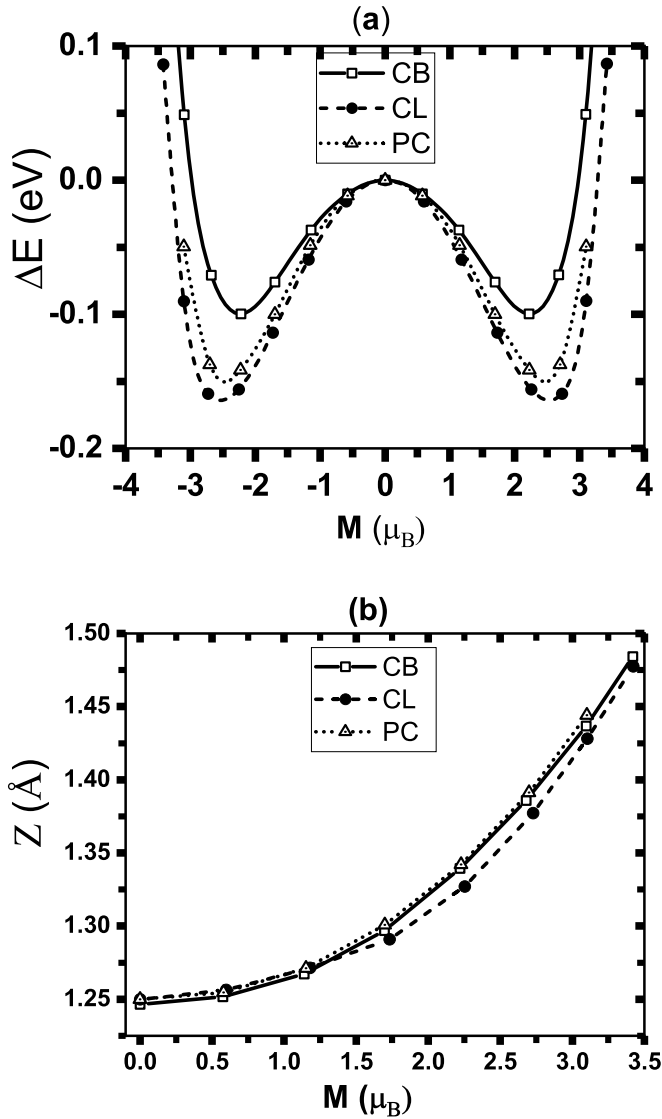 (a)
0.1
0.0
-0.1
-0.2
ΔE (eV)
CB
CL
PC
-4 -3 -2 -1 0 1 2 3 4
M (μB)
(b)
1.50
1.45
1.40
1.35
1.30
1.25
Z (Å)
CB
CL
PC
0.0 0.5 1.0 1.5 2.0 2.5 3.0 3.5
M (μB)